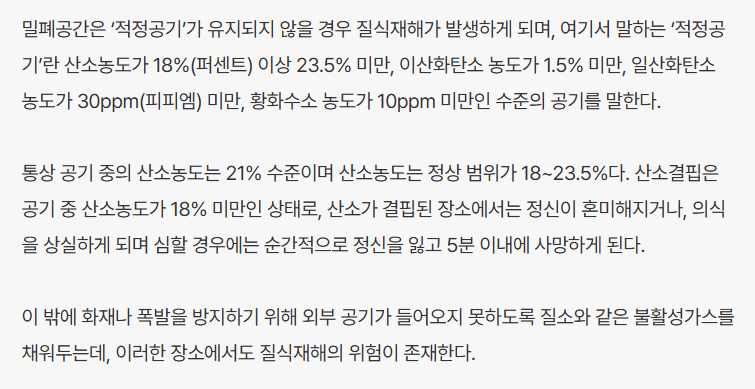 밀폐공간은 ‘적정공기’가 유지되지 않을 경우 질식재해가 발생하게 되며, 여기서 말하는 ‘적정공
기’란 산소농도가 18%(퍼센트) 이상 23.5% 미만, 이산화탄소 농도가 1.5% 미만, 일산화탄소
농도가 30ppm(피피엠) 미만, 황화수소 농도가 10ppm 미만인 수준의 공기를 말한다.
통상 공기 중의 산소농도는 21% 수준이며 산소농도는 정상 범위가 18~23.5%다. 산소결핍은
공기 중 산소농도가 18% 미만인 상태로, 산소가 결핍된 장소에서는 정신이 혼미해지거나, 의식
을 상실하게 되며 심할 경우에는 순간적으로 정신을 잃고 5분 이내에 사망하게 된다.
이 밖에 화재나 폭발을 방지하기 위해 외부 공기가 들어오지 못하도록 질소와 같은 불활성가스를
채워두는데, 이러한 장소에서도 질식재해의 위험이 존재한다.